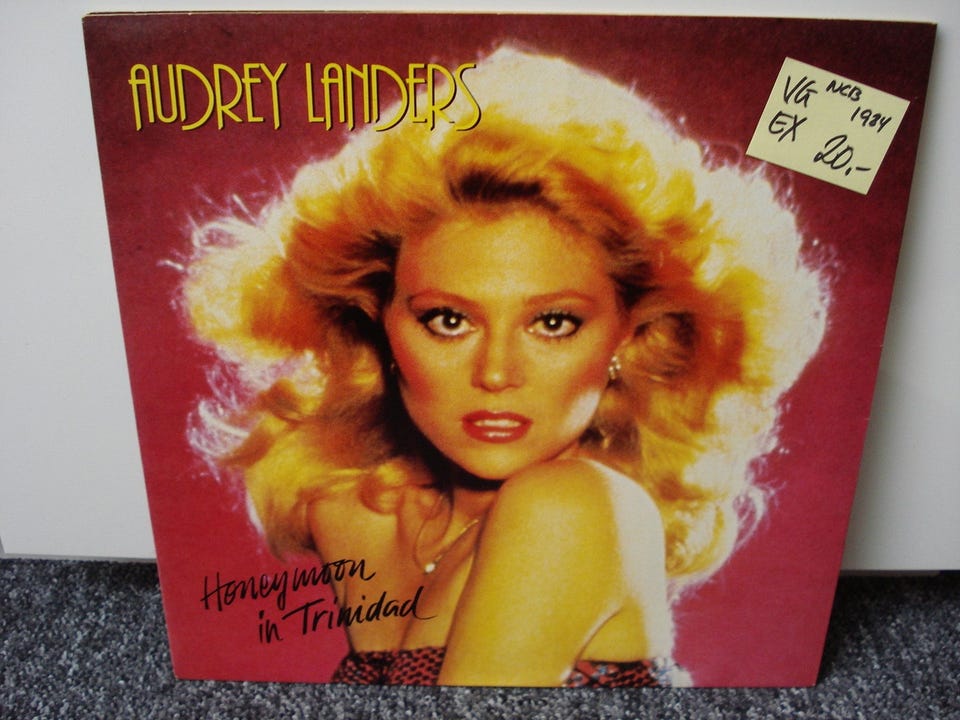 AUDREY LANDERS
VG NCB 1984
EX 20,-
Honeymoon
in Trinidad